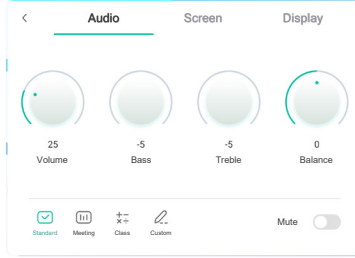 Audio
Screen
Display
25
-5
-5
0
Volume
Bass
Treble
Balance
Standard
Meeting
Class
Custom
Mute